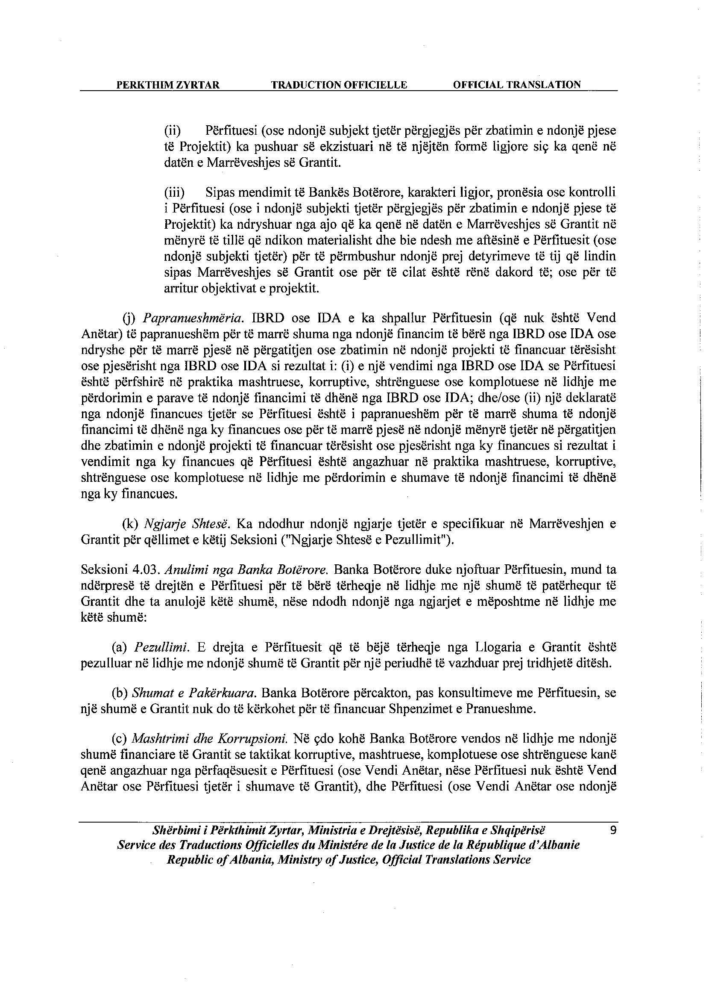 PERKTHIM ZYRTAR TRADUCTION OFFICIELLE OFFICIAL TRANSLATION
(ii) Përfituesi (ose ndonjë subjekt tjetër përgjegjës për zbatimin e ndonjë pjese
të Projektit) ka pushuar së ekzistuari në të njëjtën formë ligjore siç ka qenë në
datën e Marrëveshjes së Grantit.
(iii) Sipas mendimit të Bankës Botërore, karakteri ligjor, pronësia ose kontrolli
i Përfituesi (ose i ndonjë subjekti tjetër përgjegjës për zbatimin e ndonjë pjese të
Projektit) ka ndryshuar nga ajo që ka qenë në datën e Marrëveshjes së Grantit në
mënyrë të tillë që ndikon materialisht dhe bie ndesh me aftësinë e Përfituesit (ose
ndonjë subjekti tjetër) për të përmbushur ndonjë prej detyrimeve të tij që lindin
sipas Marrëveshjes së Grantit ose për të cilat është rënë dakord të; ose për të
arritur objektivat e projektit.
(j) Papranueshmëria. IBRD ose IDA e ka shpallur Përfituesin (që nuk është Vend
Anëtar) të papranueshëm për të marrë shuma nga ndonjë financim të bërë nga IBRD ose IDA ose
ndryshe për të marrë pjesë në përgatitjen ose zbatimin në ndonjë projekti të financuar tërësisht
ose pjesërisht nga IBRD ose IDA si rezultat i: (i) e një vendimi nga IBRD ose IDA se Përfituesi
është përfshirë në praktika mashtruese, korruptive, shtrënguese ose komplotuese në lidhje me
përdorimin e parave të ndonjë financimi të dhënë nga IBRD ose IDA; dhe/ose (ii) një deklaratë
nga ndonjë financues tjetër se Përfituesi është i papranueshëm për të marrë shuma të ndonjë
financimi të dhënë nga ky financues ose për të marrë pjesë në ndonjë mënyrë tjetër në përgatitjen
dhe zbatimin e ndonjë projekti të financuar tërësisht ose pjesërisht nga ky financues si rezultat i
vendimit nga ky financues që Përfituesi është angazhuar në praktika mashtruese, korruptive,
shtrënguese ose komplotuese në lidhje me përdorimin e shumave të ndonjë financimi të dhënë
nga ky financues.
(k) Ngjarje Shtesë. Ka ndodhur ndonjë ngjarje tjetër e specifikuar në Marrëveshjen e
Grantit për qëllimet e këtij Seksioni ("Ngjarje Shtesë e Pezullimit").
Seksioni 4.03. Anulimi nga Banka Botërore. Banka Botërore duke njoftuar Përfituesin, mund ta
ndërpresë të drejtën e Përfituesi për të bërë tërheqje në lidhje me një shumë të patërhequr të
Grantit dhe ta anulojë këtë shumë, nëse ndodh ndonjë nga ngjarjet e mëposhtme në lidhje me
këtë shumë:
(a) Pezullimi. E drejta e Përfituesit që të bëjë tërheqje nga Llogaria e Grantit është
pezulluar në lidhje me ndonjë shumë të Grantit për një periudhë të vazhduar prej tridhjetë ditësh.
(b) Shumat e Pakërkuara. Banka Botërore përcakton, pas konsultimeve me Përfituesin, se
një shumë e Grantit nuk do të kërkohet për të financuar Shpenzimet e Pranueshme.
(c) Mashtrimi dhe Korrupsioni. Në çdo kohë Banka Botërore vendos në lidhje me ndonjë
shumë financiare të Grantit se taktikat korruptive, mashtruese, komplotuese ose shtrënguese kanë
qenë angazhuar nga përfaqësuesit e Përfituesi (ose Vendi Anëtar, nëse Përfituesi nuk është Vend
Anëtar ose Përfituesi tjetër i shumave të Grantit), dhe Përfituesi (ose Vendi Anëtar ose ndonjë
Shërbimi i Përkthimit Zyrtar, Ministria e Drejtësisë, Republika e Shqipërisë 9
Service des Traductions Officielles du Ministére de la Justice de la République d'Albanie
Republic of Albania, Ministry of Justice, Official Translations Service